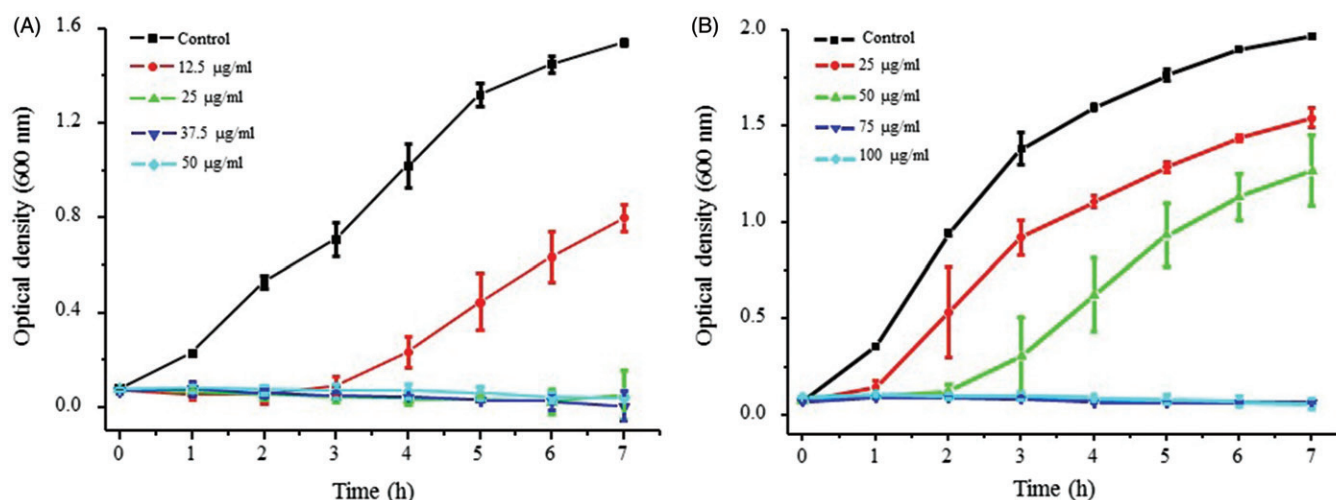 (A)
1.6
1.2
0.8
0.4
0.0
Optical density (600 nm)
Control
12.5 µg/ml
25 µg/ml
37.5 µg/ml
50 µg/ml
0 1 2 3 4 5 6 7
Time (h)
(B)
2.0
1.5
1.0
0.5
0.0
Optical density (600 nm)
Control
25 µg/ml
50 µg/ml
75 µg/ml
100 µg/ml
0 1 2 3 4 5 6 7
Time (h)